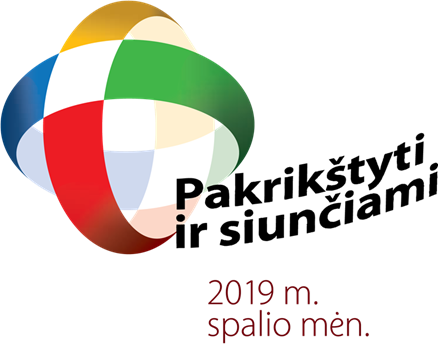 Pakrikštyti
ir siunčiami
2019 m.
spalio mėn.